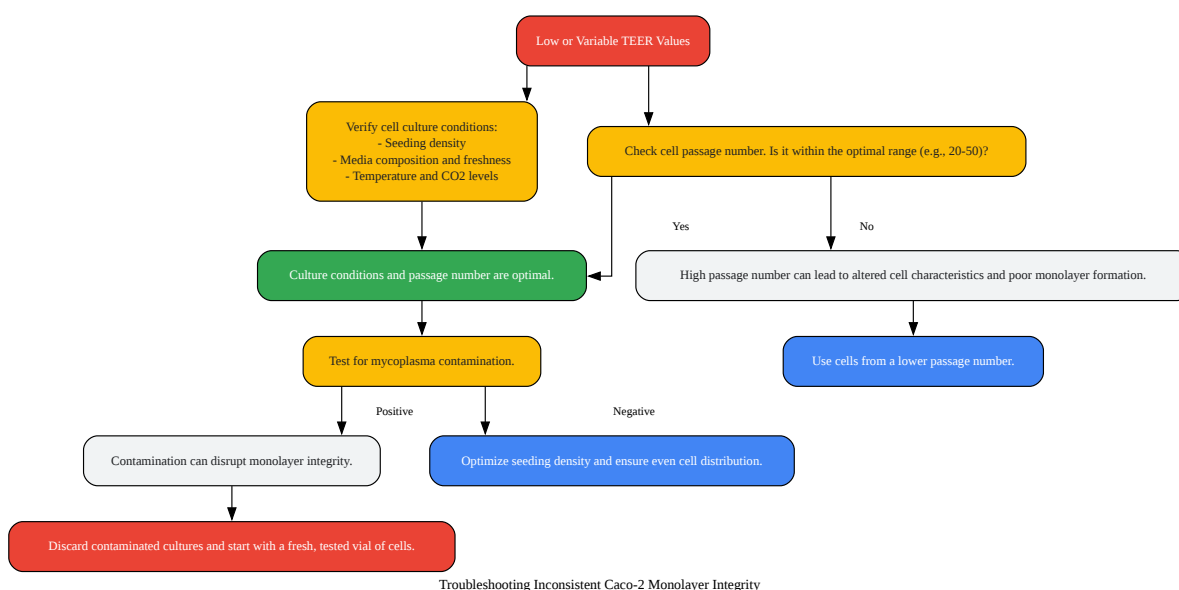 Low or Variable TEER Values
Verify cell culture conditions:
- Seeding density
- Media composition and freshness
- Temperature and CO2 levels
Check cell passage number. Is it within the optimal range (e.g., 20-50)?
Yes
No
Culture conditions and passage number are optimal.
High passage number can lead to altered cell characteristics and poor monolayer formation.
Test for mycoplasma contamination.
Use cells from a lower passage number.
Positive
Negative
Contamination can disrupt monolayer integrity.
Optimize seeding density and ensure even cell distribution.
Discard contaminated cultures and start with a fresh, tested vial of cells.
Troubleshooting Inconsistent Caco-2 Monolayer Integrity